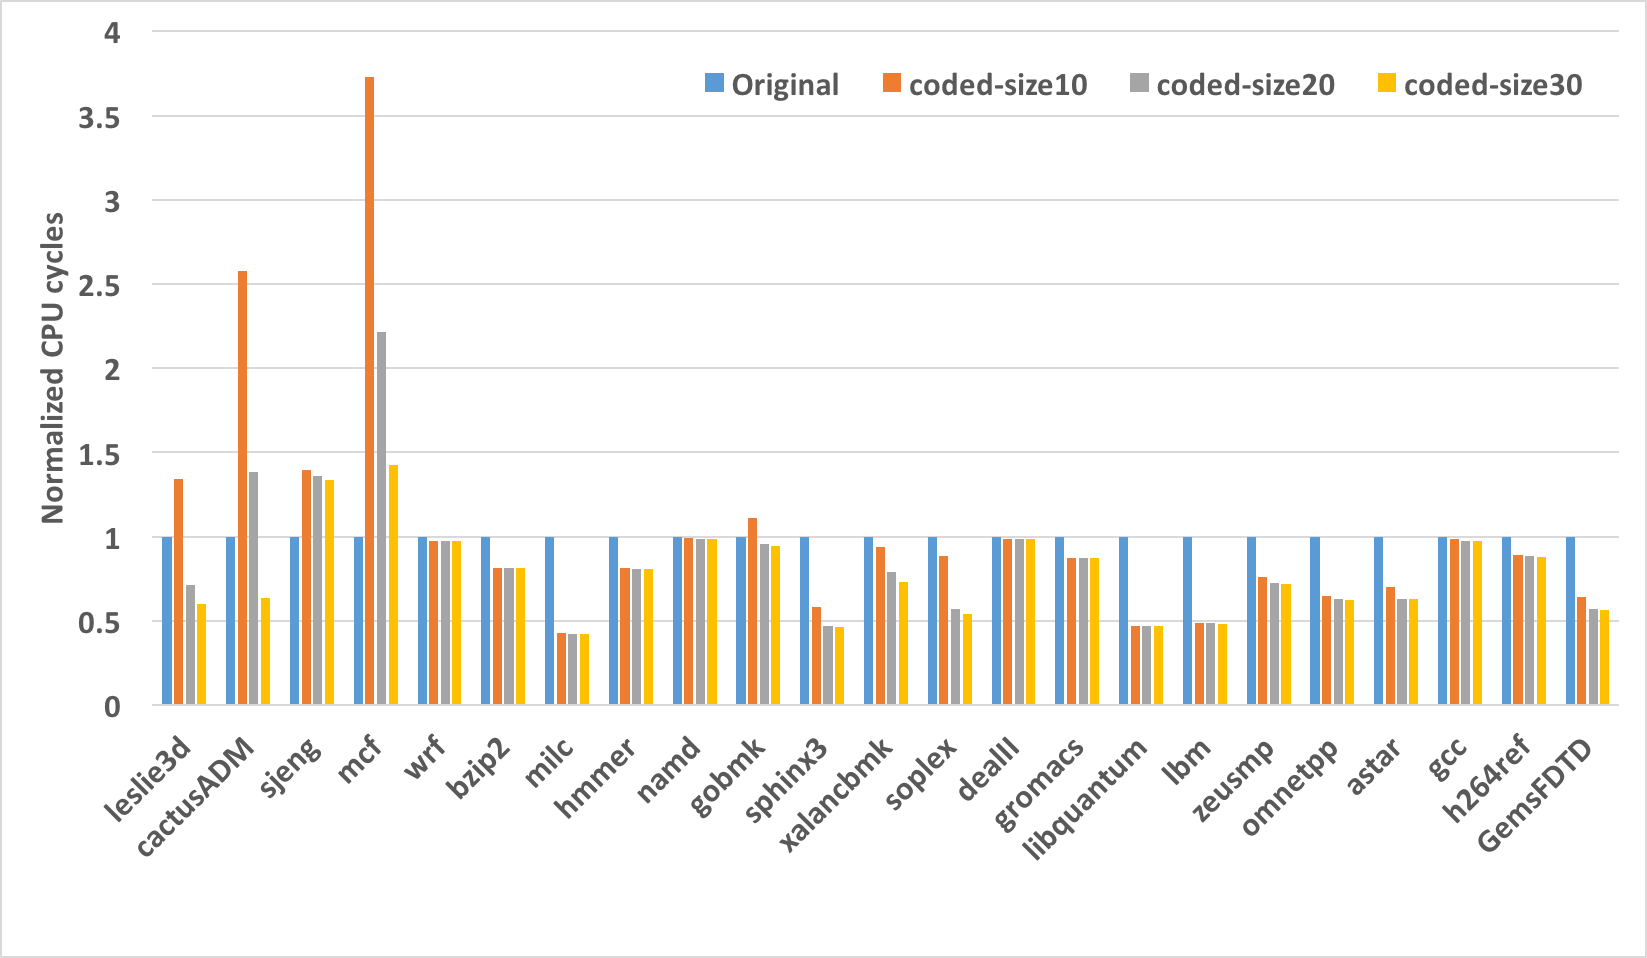 4
3.5
3
2.5
2
1.5
1
0.5
0
Normalized CPU cycles
Original coded-size10 coded-size20 coded-size30
leslie3d
cactusADM
sjeng
mcf
wrf
bzip2
milc
hmmer
namd
gobmk
sphinx3
xalancbmk
soplex
dealII
gromacs
libquantum
lbm
zeusmp
omnetpp
astar
gcc
h264ref
GemsFDTD